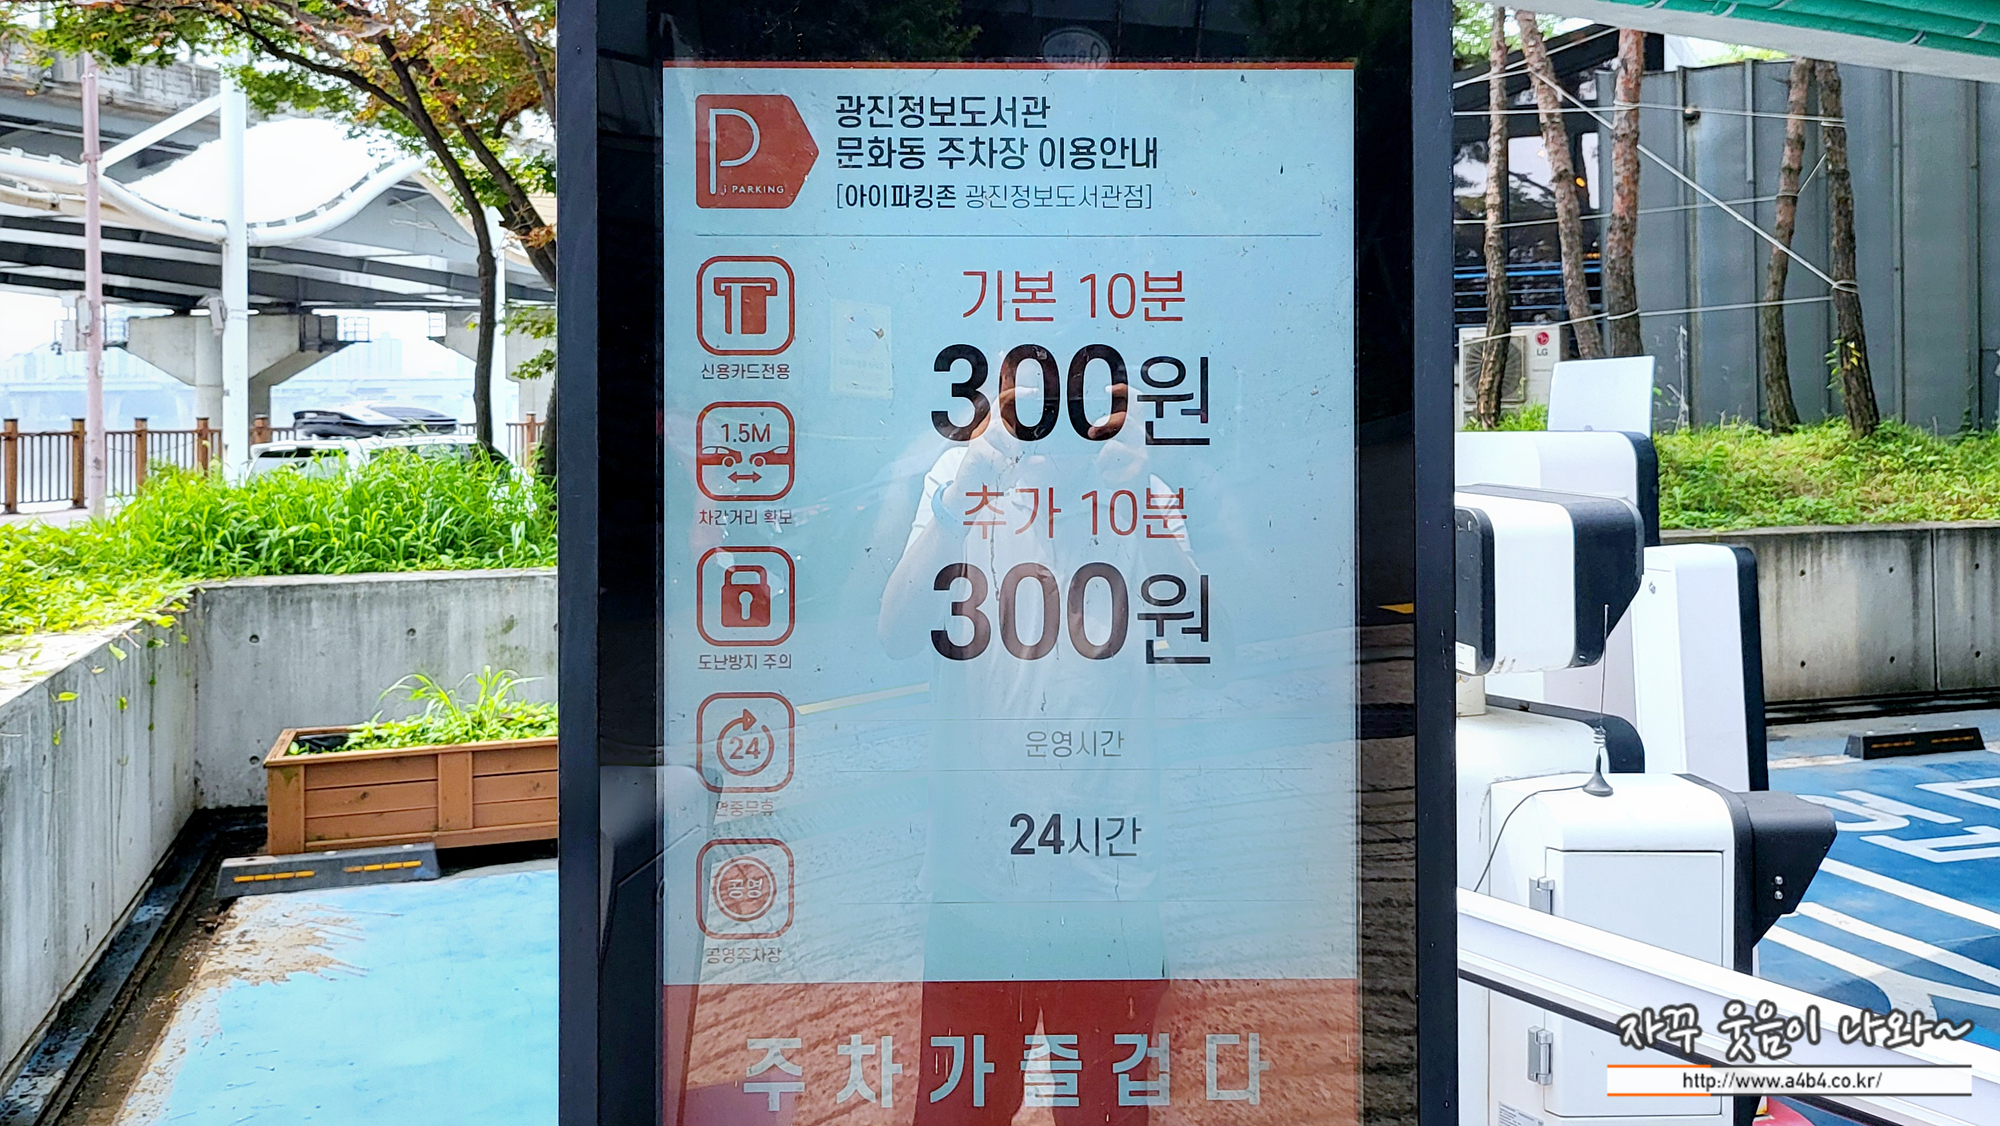 광진정보도서관
문화동 주차장 이용안내
[아이파킹존 광진정보도서관점]
i PARKING
기본 10분
300원
추가 10분
300원
운영시간
24시간
신용카드전용
1.5M
차간거리 확보
도난방지 주의
24
연중무휴
공영
공영주차장
주차가즐겁다
LG
자꾸 웃음이 나와~
http://www.a4b4.co.kr/